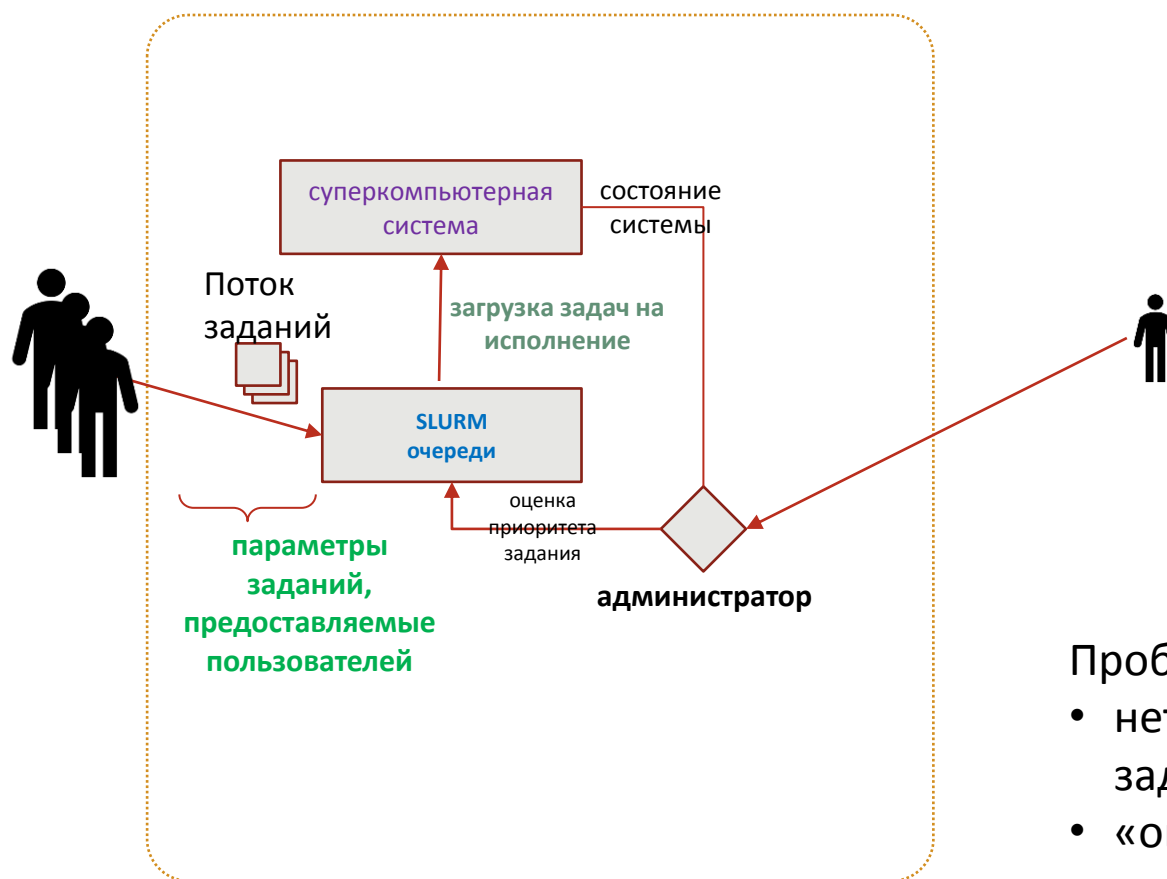 суперкомпьютерная
система
состояние
системы
Поток
заданий
загрузка задач на
исполнение
SLURM
очереди
оценка
приоритета
задания
администратор
параметры
заданий,
предоставляемые
пользователей